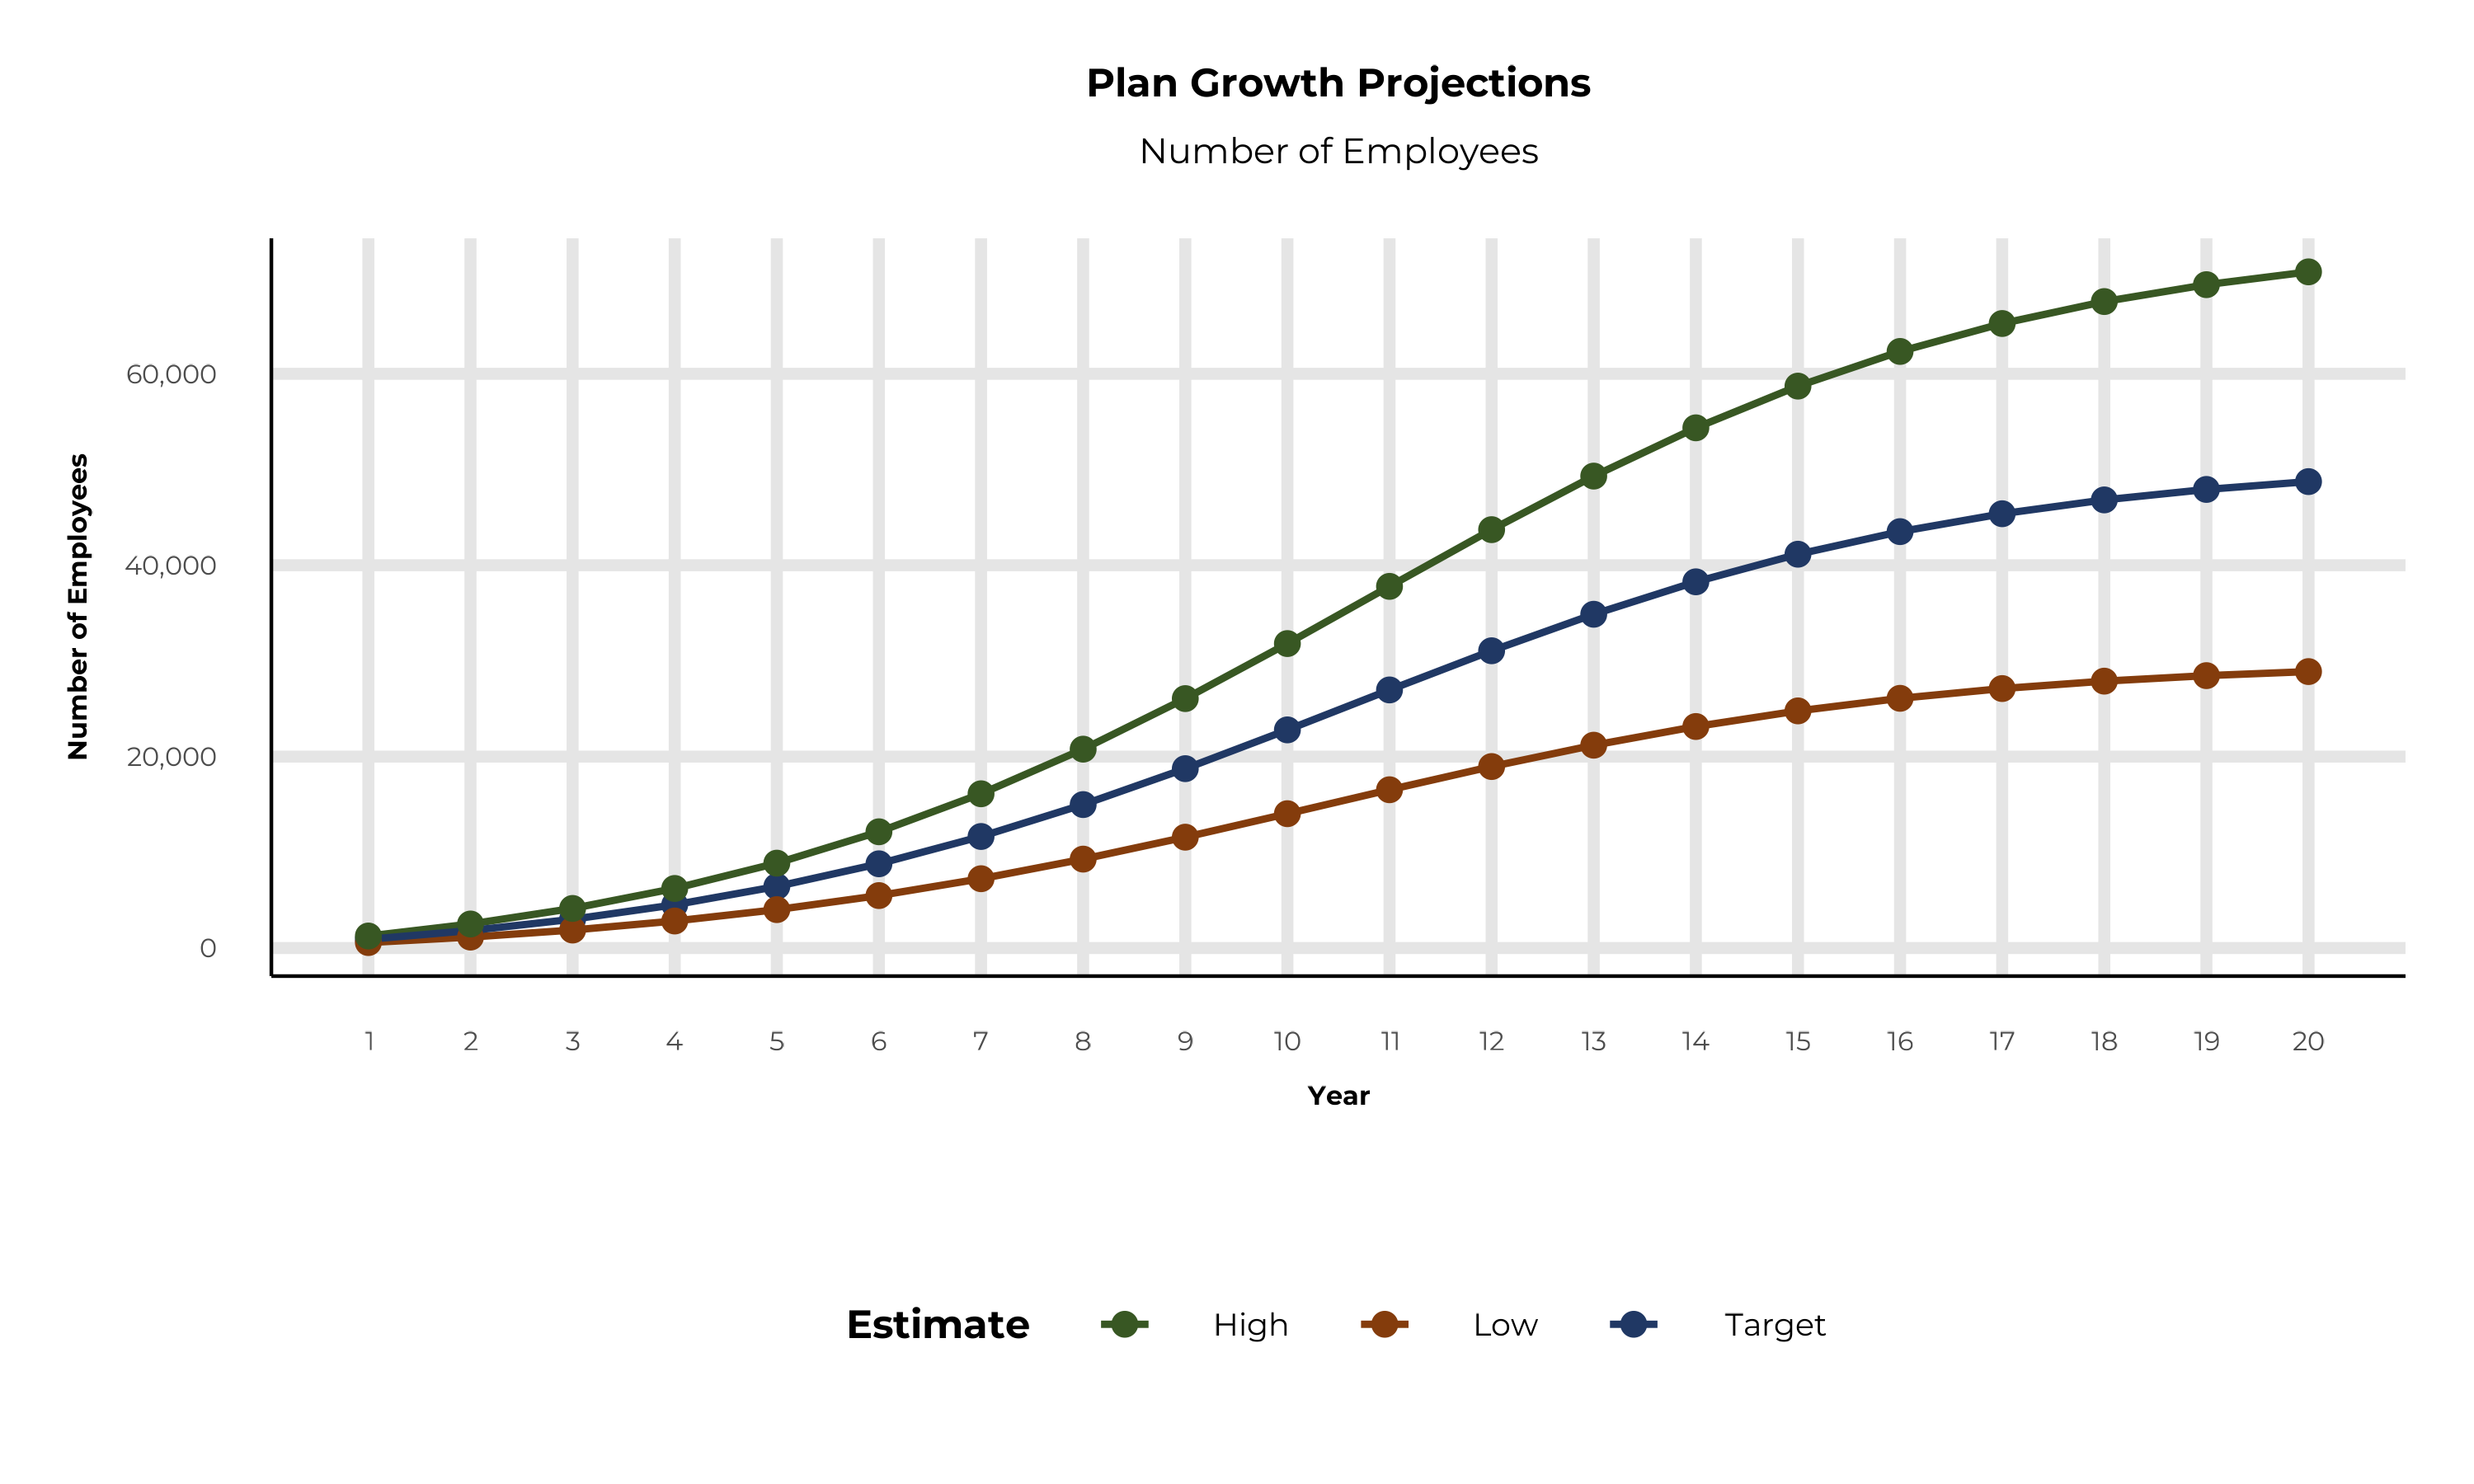 Plan Growth Projections
Number of Employees
Number of Employees
60,000
40,000
20,000
0
1 2 3 4 5 6 7 8 9 10 11 12 13 14 15 16 17 18 19 20
Year
Estimate High Low Target